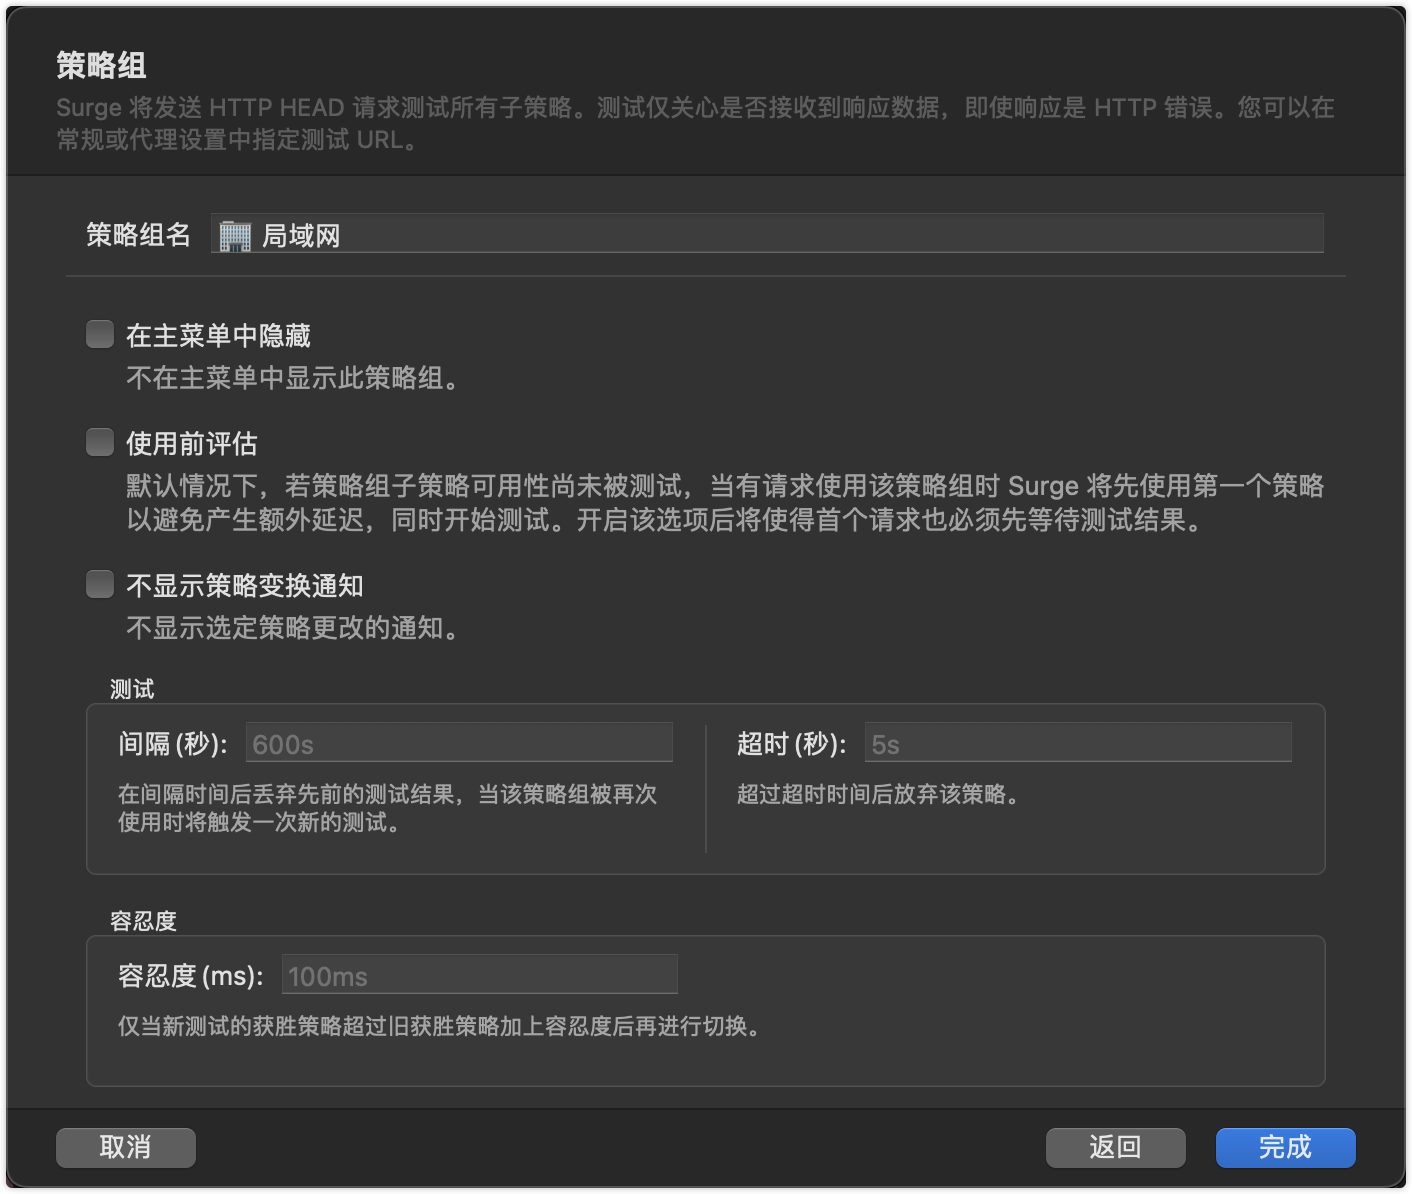 策略组
Surge 将发送 HTTP HEAD 请求测试所有子策略。测试仅关心是否接收到响应数据，即使响应是 HTTP 错误。您可以在
常规或代理设置中指定测试 URL。
策略组名 🏢 局域网
在主菜单中隐藏
不在主菜单中显示此策略组。
使用前评估
默认情况下，若策略组子策略可用性尚未被测试，当有请求使用该策略组时 Surge 将先使用第一个策略
以避免产生额外延迟，同时开始测试。开启该选项后将使得首个请求也必须先等待测试结果。
不显示策略变换通知
不显示选定策略更改的通知。
测试
间隔(秒): 600s
在间隔时间后丢弃先前的测试结果，当该策略组被再次
使用时将触发一次新的测试。
超时(秒): 5s
超过超时时间后放弃该策略。
容忍度
容忍度(ms): 100ms
仅当新测试的获胜策略超过旧获胜策略加上容忍度后再进行切换。
取消
返回
完成